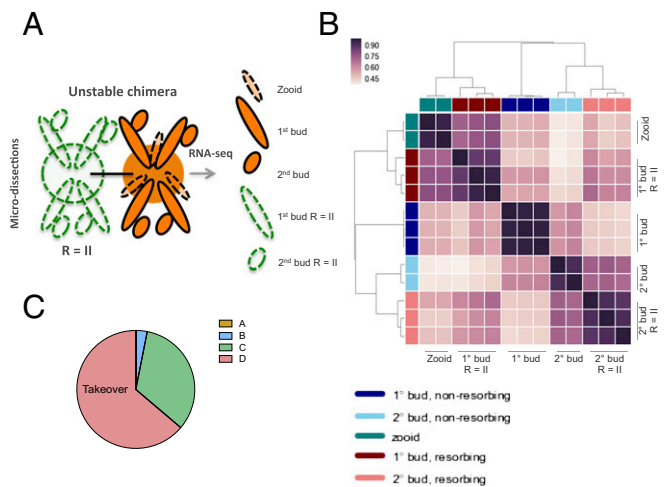 A
Unstable chimera
Micro-dissections
R = II
RNA-seq
Zooid
1st bud
2nd bud
1st bud R = II
2nd bud R = II
B
0.90
0.75
0.60
0.45
Zooid
1° bud
R = II
1° bud
2° bud
2° bud
R = II
Zooid
1° bud
R = II
1° bud
2° bud
2° bud
R = II
1° bud, non-resorbing
2° bud, non-resorbing
zooid
1° bud, resorbing
2° bud, resorbing
C
A
B
C
D
Takeover